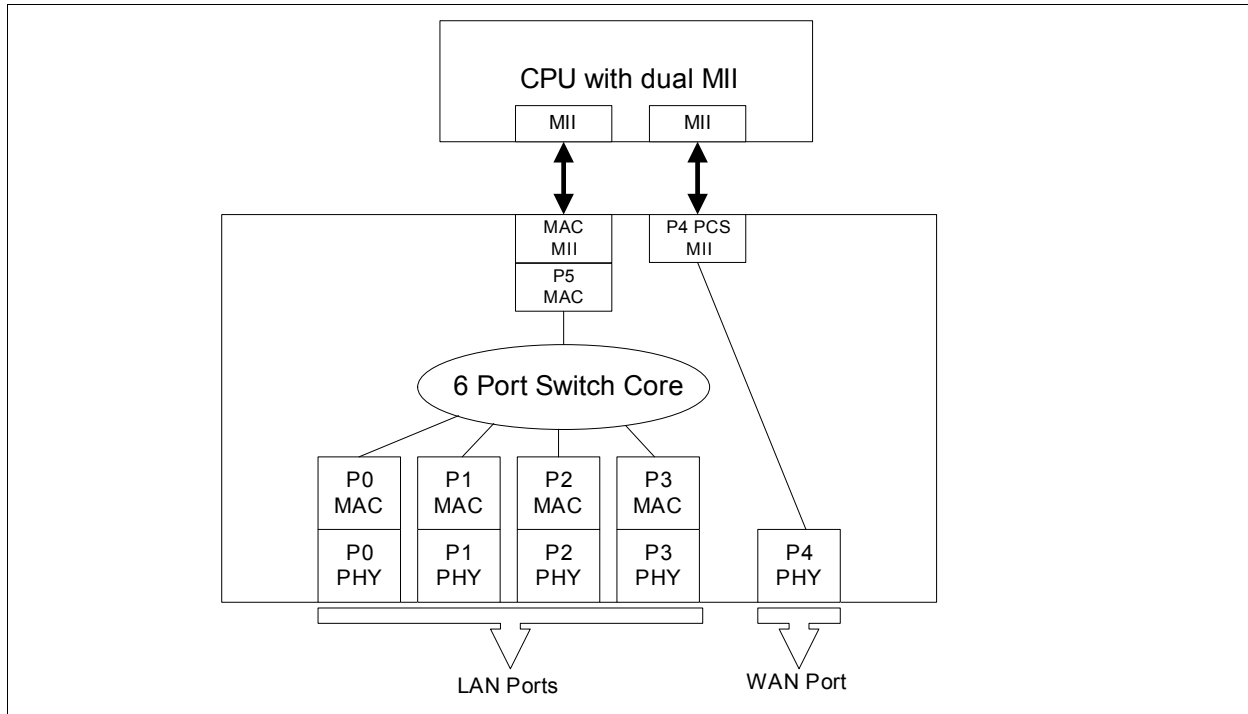 CPU with dual MII
MII
MII
MAC
MII
P4 PCS
MII
P5
MAC
6 Port Switch Core
P0
MAC
P1
MAC
P2
MAC
P3
MAC
P0
PHY
P1
PHY
P2
PHY
P3
PHY
P4
PHY
LAN Ports
WAN Port